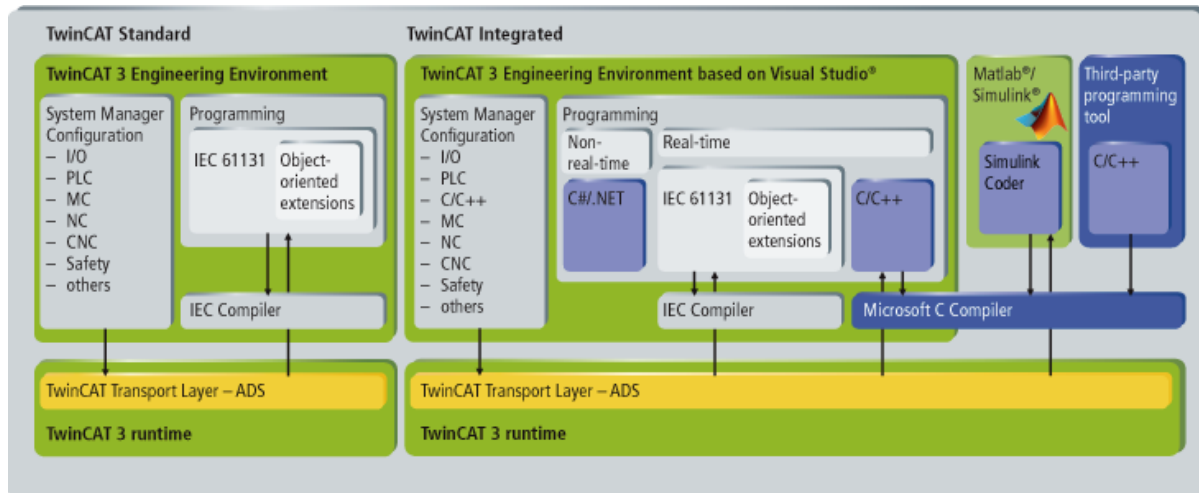 TwinCAT Standard
TwinCAT 3 Engineering Environment
System Manager
Configuration
– I/O
– PLC
– MC
– NC
– CNC
– Safety
– others
Programming
IEC 61131
Object-
oriented
extensions
IEC Compiler
TwinCAT Transport Layer – ADS
TwinCAT 3 runtime
TwinCAT Integrated
TwinCAT 3 Engineering Environment based on Visual Studio®
System Manager
Configuration
– I/O
– PLC
– C/C++
– MC
– NC
– CNC
– Safety
– others
Programming
Non-
real-time
C#/.NET
Real-time
IEC 61131
Object-
oriented
extensions
C/C++
IEC Compiler
Microsoft C Compiler
Matlab®/
Simulink®
Simulink
Coder
Third-party
programming
tool
C/C++
TwinCAT Transport Layer – ADS
TwinCAT 3 runtime